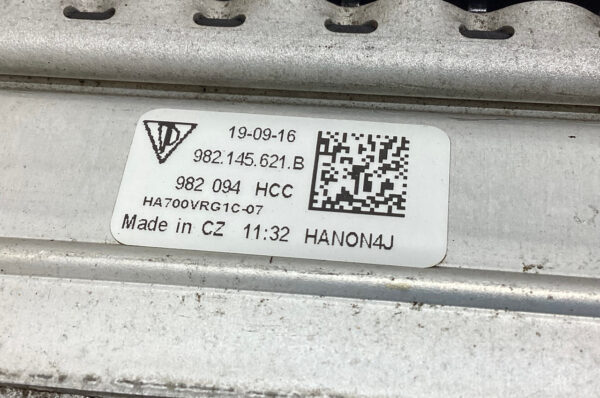 19-09-16
982.145.621.B
982 094 HCC
HA700VRG1C-07
Made in CZ 11:32 HANON4J